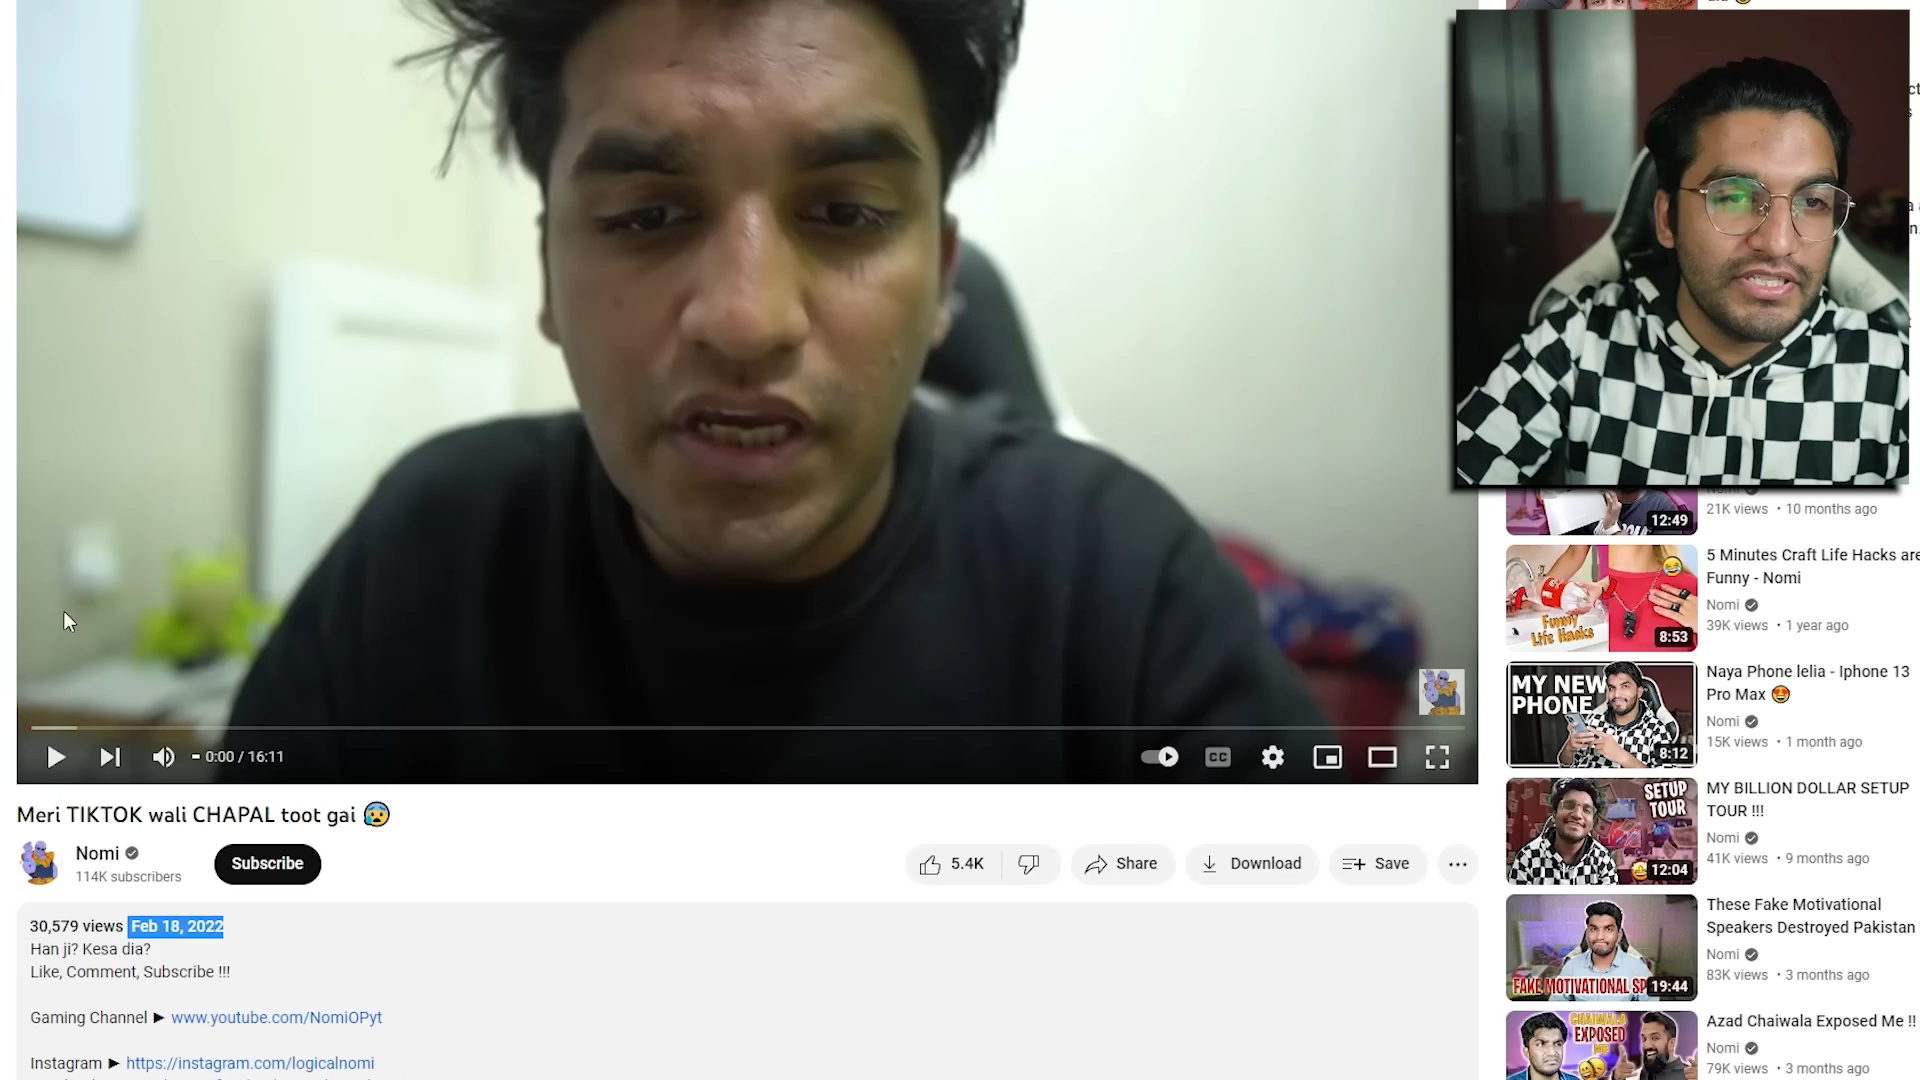 0:00 / 16:11
CC
Meri TIKTOK wali CHAPAL toot gai
Nomi
114K subscribers
Subscribe
5.4K
Share
Download
Save
30,579 views Feb 18, 2022
Han ji? Kesa dia?
Like, Comment, Subscribe !!!
Gaming Channel ► www.youtube.com/NomiOPyt
Instagram ► https://instagram.com/logicalnomi
12:49
21K views • 10 months ago
Funny
Life Hacks
8:53
5 Minutes Craft Life Hacks are
Funny - Nomi
Nomi
39K views • 1 year ago
MY NEW
PHONE
8:12
Naya Phone lelia - Iphone 13
Pro Max
Nomi
15K views • 1 month ago
SETUP
TOUR
12:04
MY BILLION DOLLAR SETUP
TOUR !!!
Nomi
41K views • 9 months ago
FAKE MOTIVATIONAL SP
19:44
These Fake Motivational
Speakers Destroyed Pakistan
Nomi
83K views • 3 months ago
CHAIWALA
EXPOSED
ME
Azad Chaiwala Exposed Me !!
Nomi
79K views • 3 months ago